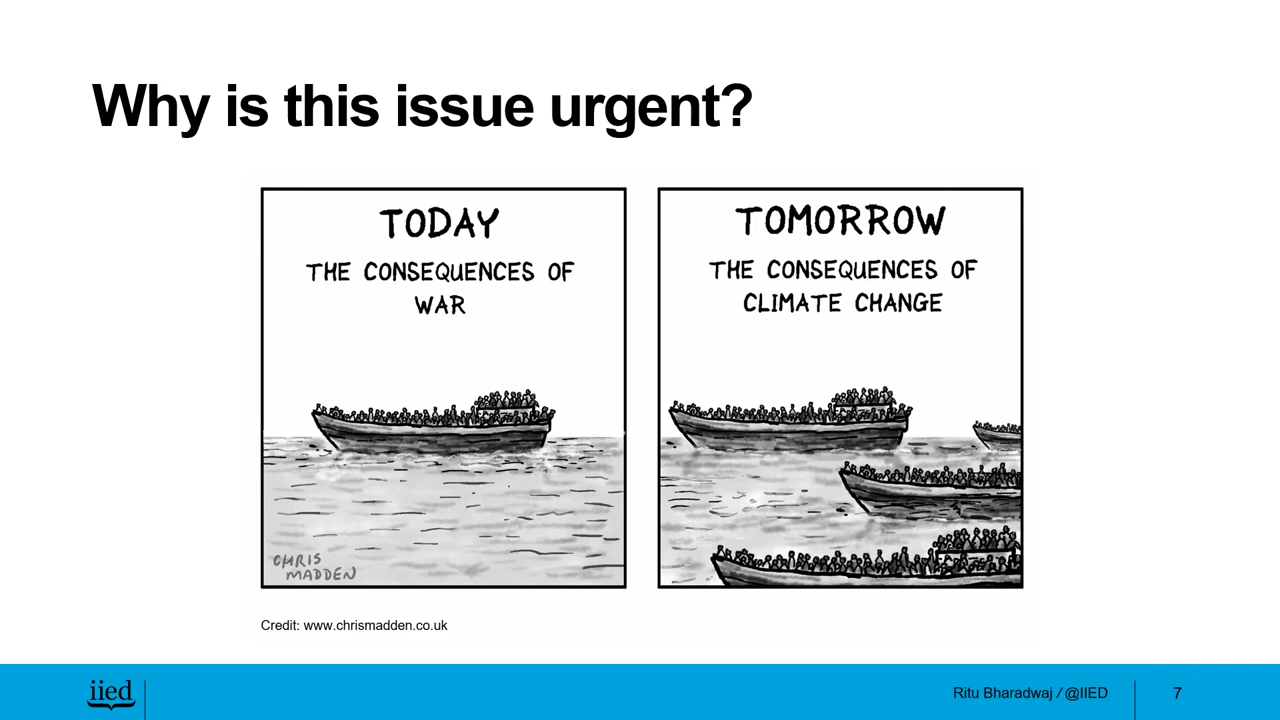 Why is this issue urgent?
TODAY
THE CONSEQUENCES OF
WAR
CHRIS
MADDEN
TOMORROW
THE CONSEQUENCES OF
CLIMATE CHANGE
Credit: www.chrismadden.co.uk
iied
Ritu Bharadwaj / @IIED
7